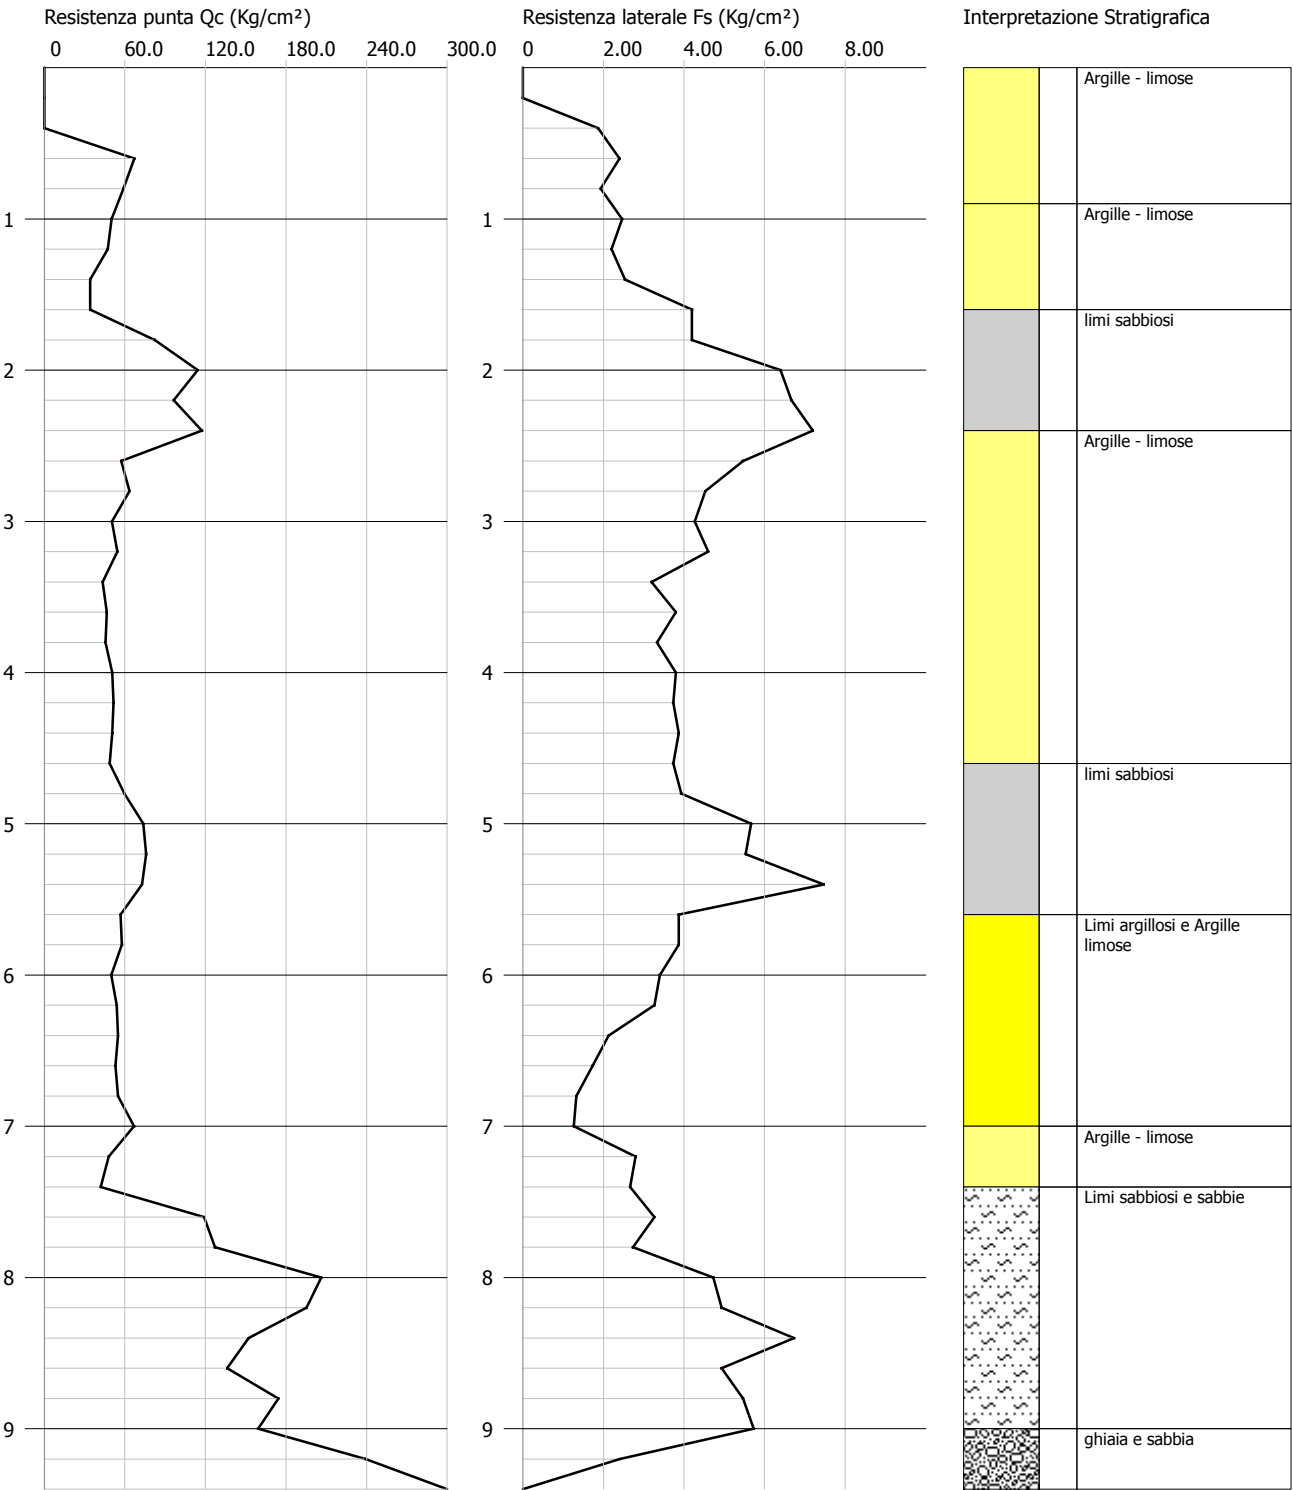 Resistenza punta Qc (Kg/cm²)
0 60.0 120.0 180.0 240.0 300.0
1
2
3
4
5
6
7
8
9
Resistenza laterale Fs (Kg/cm²)
0 2.00 4.00 6.00 8.00
1
2
3
4
5
6
7
8
9
Interpretazione Stratigrafica
Argille - limose
Argille - limose
limi sabbiosi
Argille - limose
limi sabbiosi
Limi argillosi e Argille
limose
Argille - limose
Limi sabbiosi e sabbie
ghiaia e sabbia